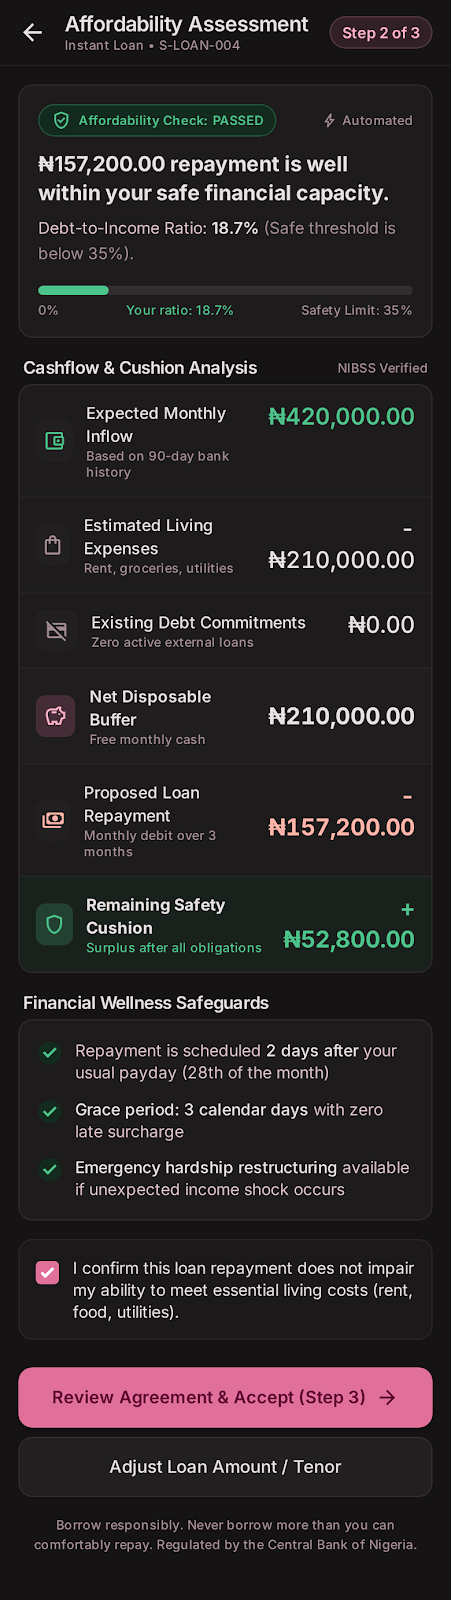 Affordability Assessment
Instant Loan • S-LOAN-004
Step 2 of 3
Affordability Check: PASSED
Automated
₦157,200.00 repayment is well
within your safe financial capacity.
Debt-to-Income Ratio: 18.7% (Safe threshold is
below 35%).
0%
Your ratio: 18.7%
Safety Limit: 35%
Cashflow & Cushion Analysis
NIBSS Verified
Expected Monthly
Inflow
Based on 90-day bank
history
₦420,000.00
Estimated Living
Expenses
Rent, groceries, utilities
-
₦210,000.00
Existing Debt Commitments
Zero active external loans
₦0.00
Net Disposable
Buffer
Free monthly cash
₦210,000.00
Proposed Loan
Repayment
Monthly debit over 3
months
-
₦157,200.00
Remaining Safety
Cushion
Surplus after all obligations
+
₦52,800.00
Financial Wellness Safeguards
Repayment is scheduled 2 days after your
usual payday (28th of the month)
Grace period: 3 calendar days with zero
late surcharge
Emergency hardship restructuring available
if unexpected income shock occurs
I confirm this loan repayment does not impair
my ability to meet essential living costs (rent,
food, utilities).
Review Agreement & Accept (Step 3) →
Adjust Loan Amount / Tenor
Borrow responsibly. Never borrow more than you can
comfortably repay. Regulated by the Central Bank of Nigeria.